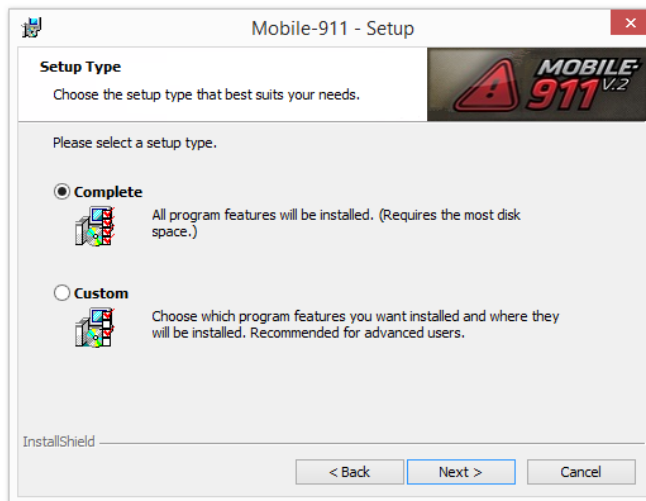 Mobile-911 - Setup
Setup Type
Choose the setup type that best suits your needs.
MOBILE-
911 V.2
Please select a setup type.
Complete
All program features will be installed. (Requires the most disk
space.)
Custom
Choose which program features you want installed and where they
will be installed. Recommended for advanced users.
InstallShield
< Back
Next >
Cancel